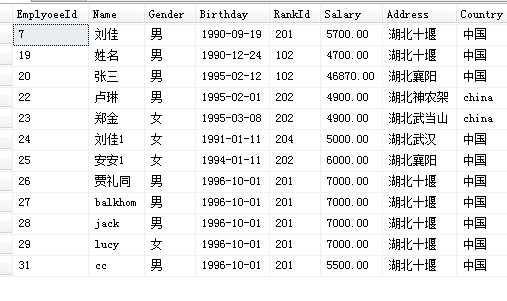 EmplyoeeId Name Gender Birthday RankId Salary Address Country
7 刘佳 男 1990-09-19 201 5700.00 湖北十堰 中国
19 姓名 男 1990-12-24 102 4700.00 湖北十堰 中国
20 张三 男 1995-02-12 102 46870.00 湖北襄阳 中国
22 卢琳 男 1995-02-01 202 4900.00 湖北神农架 china
23 郑金 女 1995-03-08 202 4900.00 湖北武当山 china
24 刘佳1 女 1991-01-11 204 5000.00 湖北武汉 中国
25 安安1 女 1994-01-11 202 6000.00 湖北襄阳 中国
26 贾礼同 男 1996-10-01 201 7000.00 湖北十堰 中国
27 balkhom 男 1996-10-01 201 7000.00 湖北十堰 中国
28 jack 男 1996-10-01 201 7000.00 湖北十堰 中国
29 lucy 女 1996-10-01 201 7000.00 湖北十堰 中国
31 cc 男 1996-10-01 201 5500.00 湖北十堰 中国